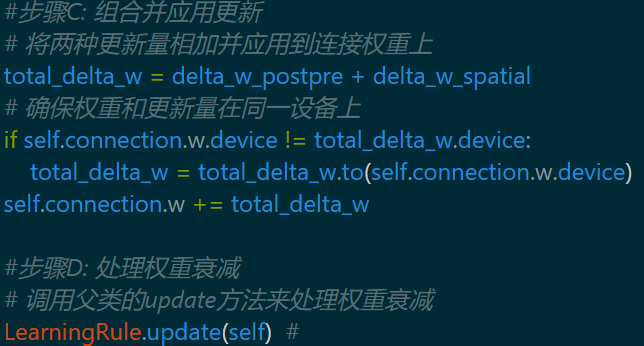 #步骤C: 组合并应用更新
# 将两种更新量相加并应用到连接权重上
total_delta_w = delta_w_postpre + delta_w_spatial
# 确保权重和更新量在同一设备上
if self.connection.w.device != total_delta_w.device:
    total_delta_w = total_delta_w.to(self.connection.w.device)
self.connection.w += total_delta_w
#步骤D: 处理权重衰减
# 调用父类的update方法来处理权重衰减
LearningRule.update(self)  #